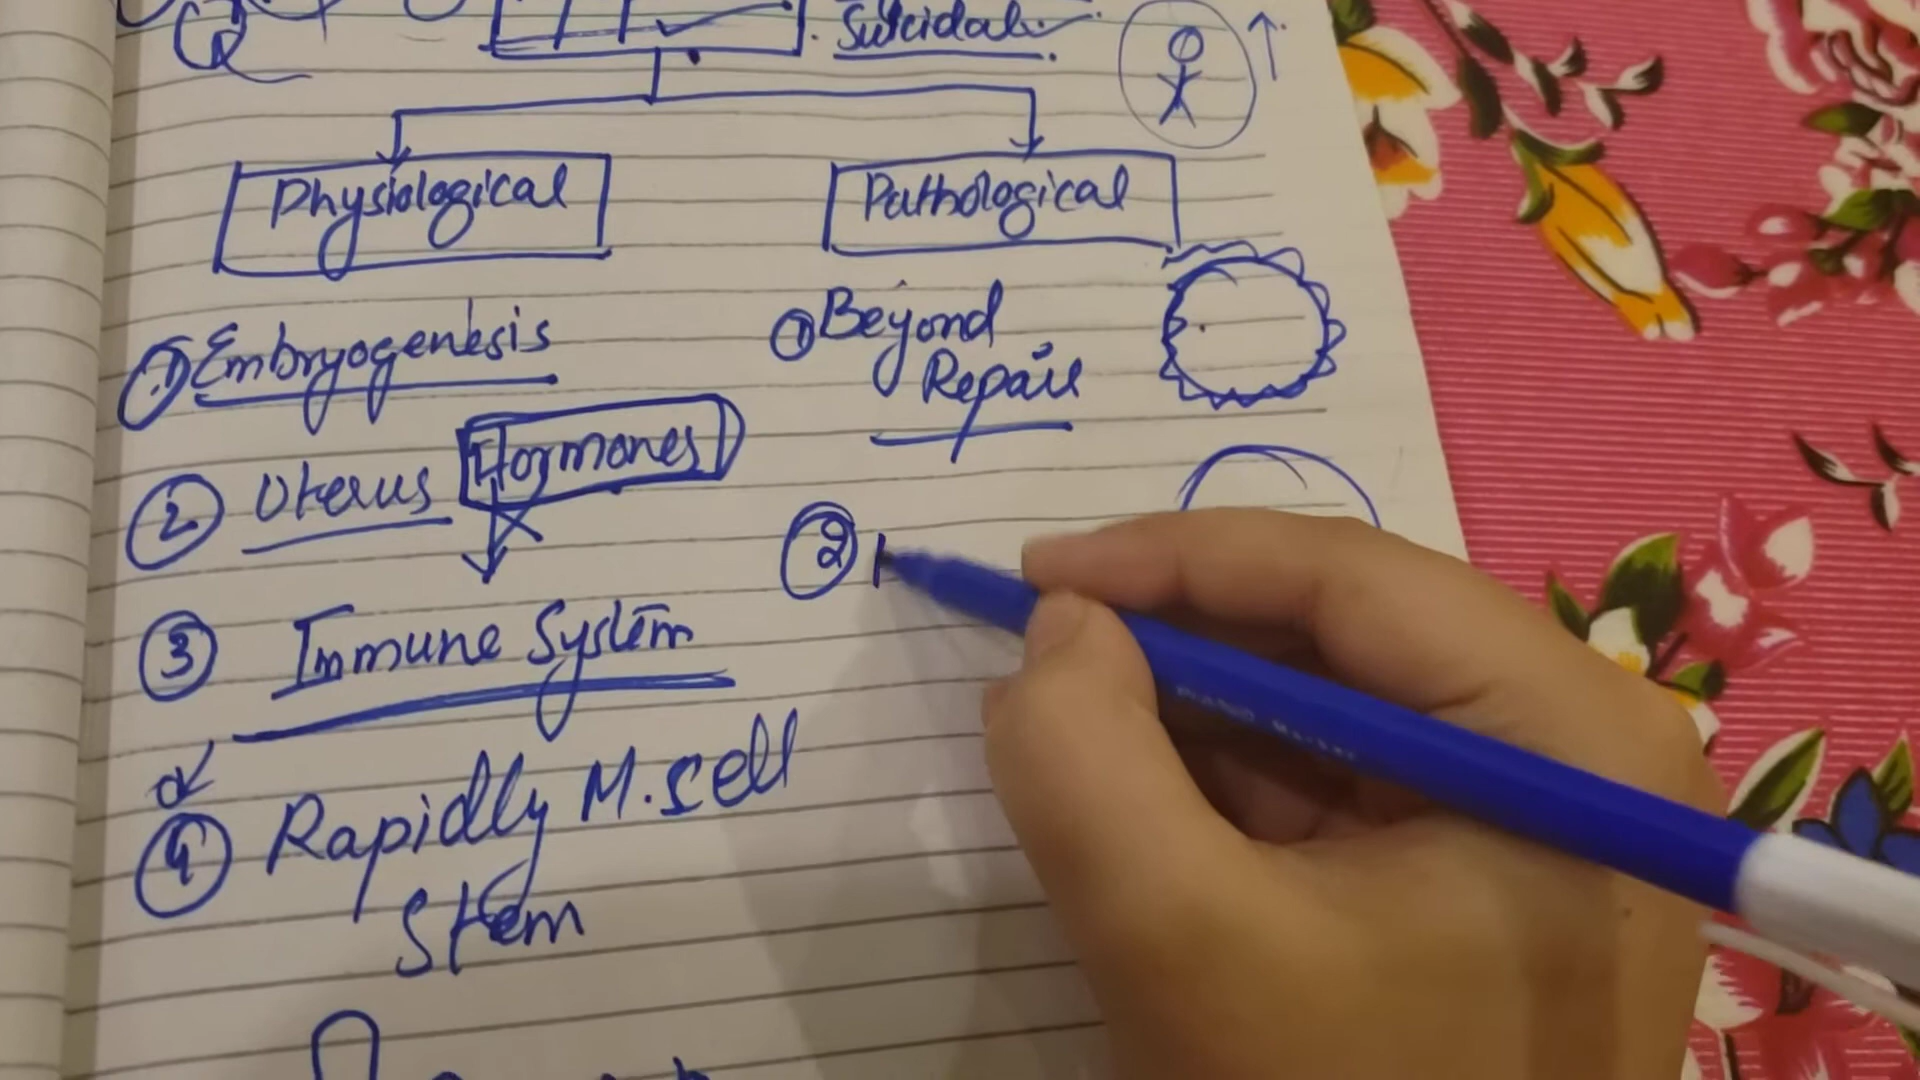 Suicidal
Physiological
Pathological
① Embryogenesis
① Beyond
Repair
② Uterus Hormones
②
③ Immune System
④ Rapidly M.cell
Stem